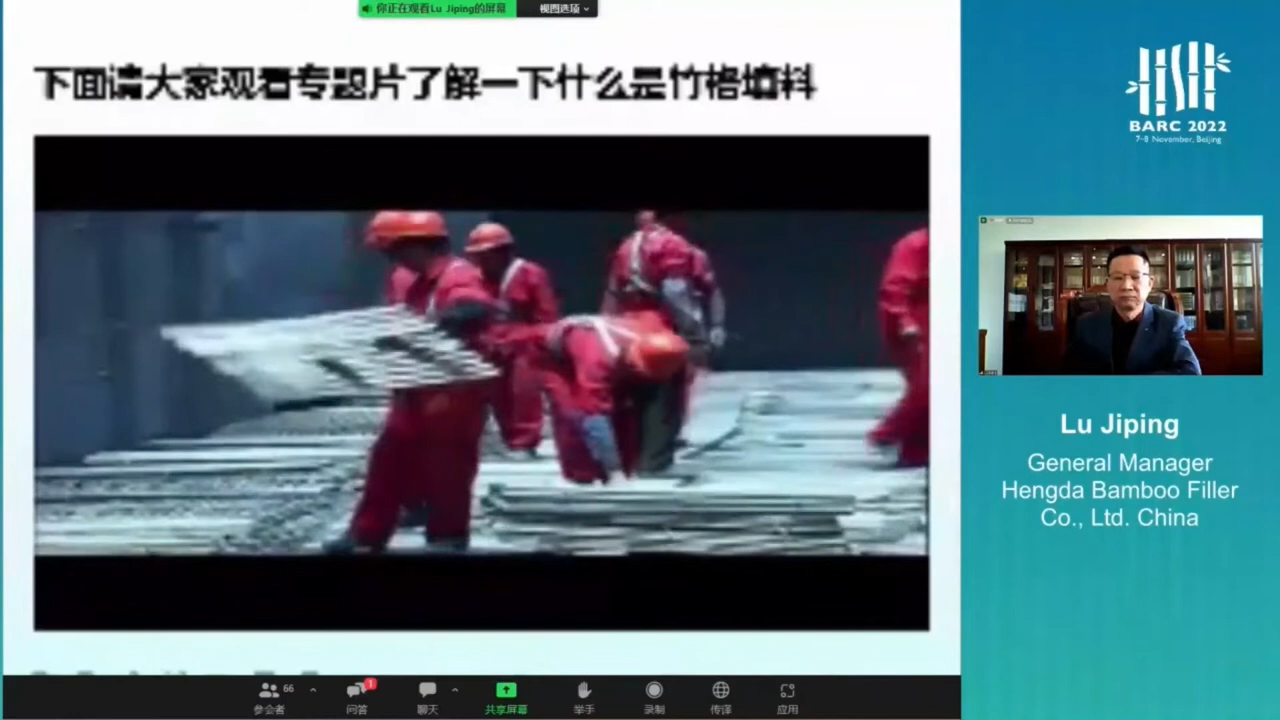 你正在观看Lu Jiping的屏幕
视图选项
下面请大家观看专题片了解一下什么是竹格填料
BARC 2022
7-8 November, Beijing
Lu Jiping
General Manager
Hengda Bamboo Filler
Co., Ltd. China
66
1
参会者
问答
聊天
共享屏幕
举手
录制
传译
应用